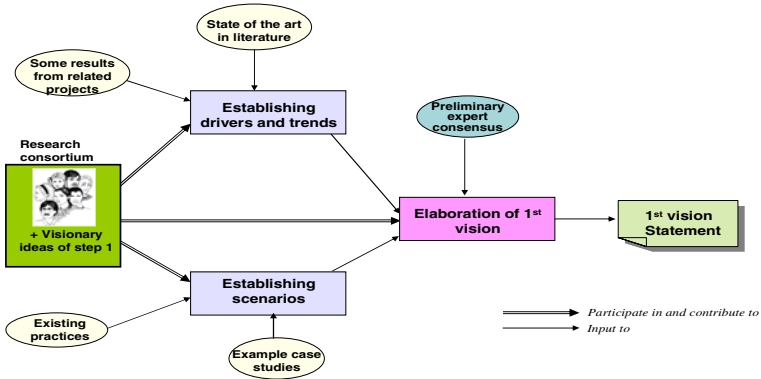 State of the art
in literature
Some results
from related
projects
Establishing
drivers and trends
Preliminary
expert
consensus
Research
consortium
+ Visionary
ideas of step 1
Elaboration of 1st
vision
1st vision
Statement
Establishing
scenarios
Existing
practices
Example case
studies
Participate in and contribute to
Input to